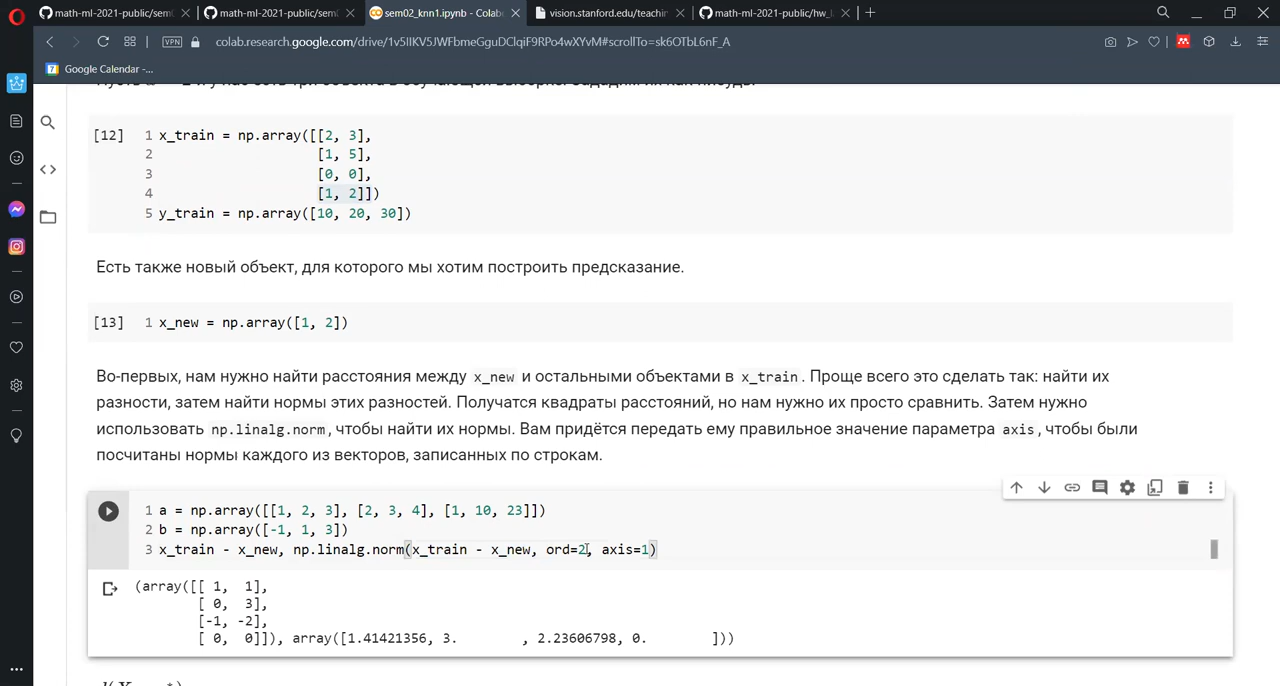 math-ml-2021-public/sem0
math-ml-2021-public/sem0
sem02_knn1.ipynb - Colab
vision.stanford.edu/teachin
math-ml-2021-public/hw_
VPN
colab.research.google.com/drive/1v5lIKV5JWFbmeGguDClqiF9RPo4wXYvM#scrollTo=sk6OTbL6nF_A
Google Calendar -...
[12] 1 x_train = np.array([[2, 3],
2 [1, 5],
3 [0, 0],
4 [1, 2]])
5 y_train = np.array([10, 20, 30])
Есть также новый объект, для которого мы хотим построить предсказание.
[13] 1 x_new = np.array([1, 2])
Во-первых, нам нужно найти расстояния между x_new и остальными объектами в x_train. Проще всего это сделать так: найти их
разности, затем найти нормы этих разностей. Получатся квадраты расстояний, но нам нужно их просто сравнить. Затем нужно
использовать np.linalg.norm, чтобы найти их нормы. Вам придётся передать ему правильное значение параметра axis, чтобы были
посчитаны нормы каждого из векторов, записанных по строкам.
1 a = np.array([[1, 2, 3], [2, 3, 4], [1, 10, 23]])
2 b = np.array([-1, 1, 3])
3 x_train - x_new, np.linalg.norm(x_train - x_new, ord=2, axis=1)
(array([[ 1, 1],
[ 0, 3],
[-1, -2],
[ 0, 0]]), array([1.41421356, 3. , 2.23606798, 0. ]))